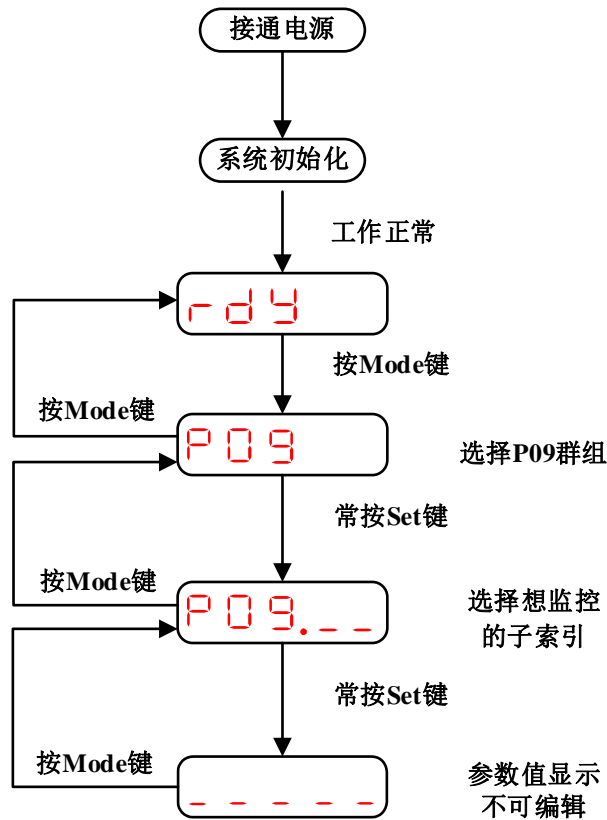 接通电源
系统初始化
工作正常
rdy
按Mode键
按Mode键
P09
选择P09群组
常按Set键
按Mode键
P09.__
选择想监控
的子索引
常按Set键
按Mode键
_ _ _ _ _
参数值显示
不可编辑